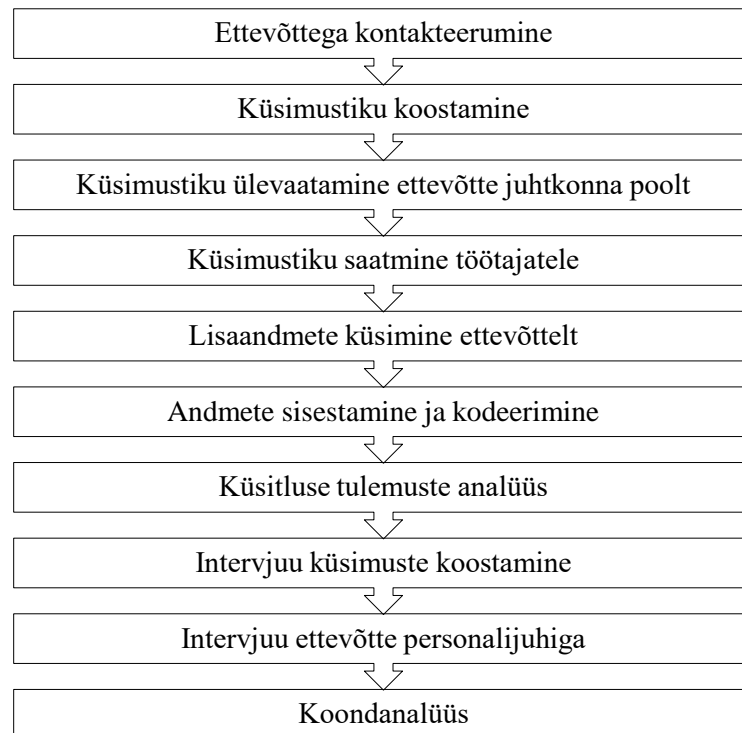 Ettevõttega kontakteerumine
Küsimustiku koostamine
Küsimustiku ülevaatamine ettevõtte juhtkonna poolt
Küsimustiku saatmine töötajatele
Lisaandmete küsimine ettevõttelt
Andmete sisestamine ja kodeerimine
Küsitluse tulemuste analüüs
Intervjuu küsimuste koostamine
Intervjuu ettevõtte personalijuhiga
Koondanalüüs